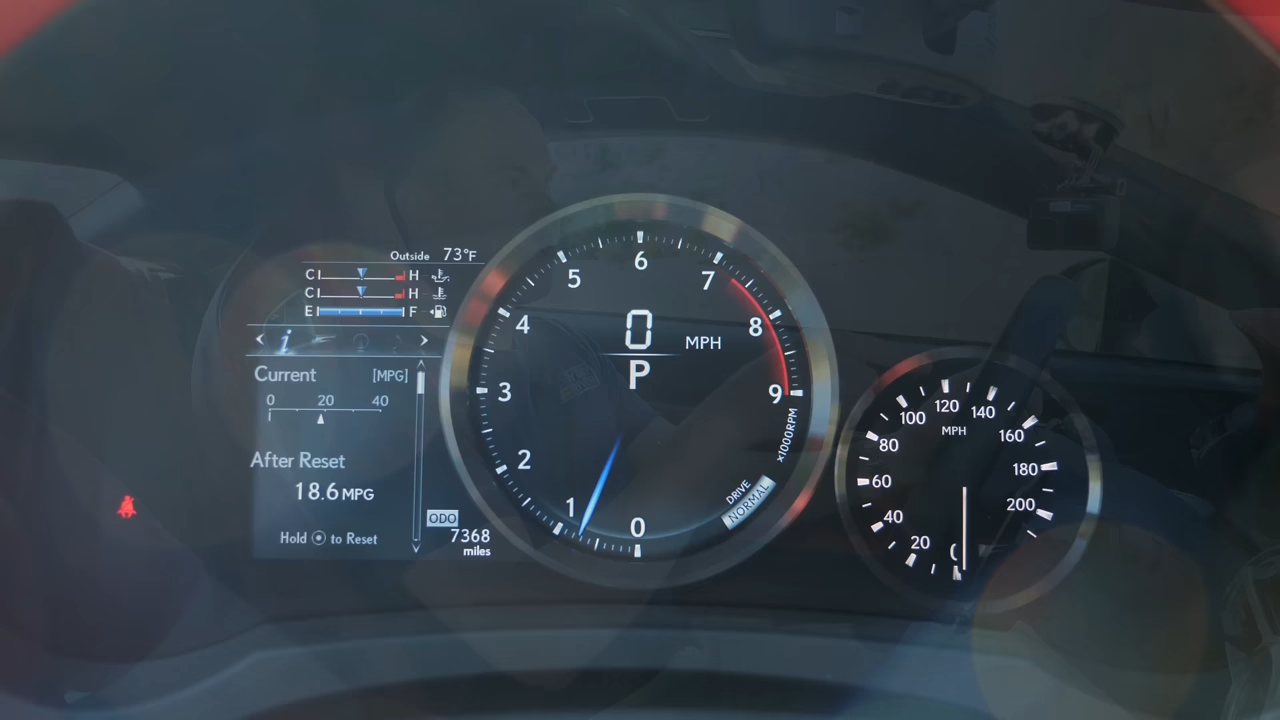 Outside 73°F
C H
C H
E F
Current [MPG]
0 20 40
After Reset
18.6 MPG
Hold to Reset
ODO
7368
miles
0
1
2
3
4
5
6
7
8
9
x1000RPM
0 MPH
P
DRIVE
NORMAL
0
20
40
60
80
100
120
140
160
180
200
MPH